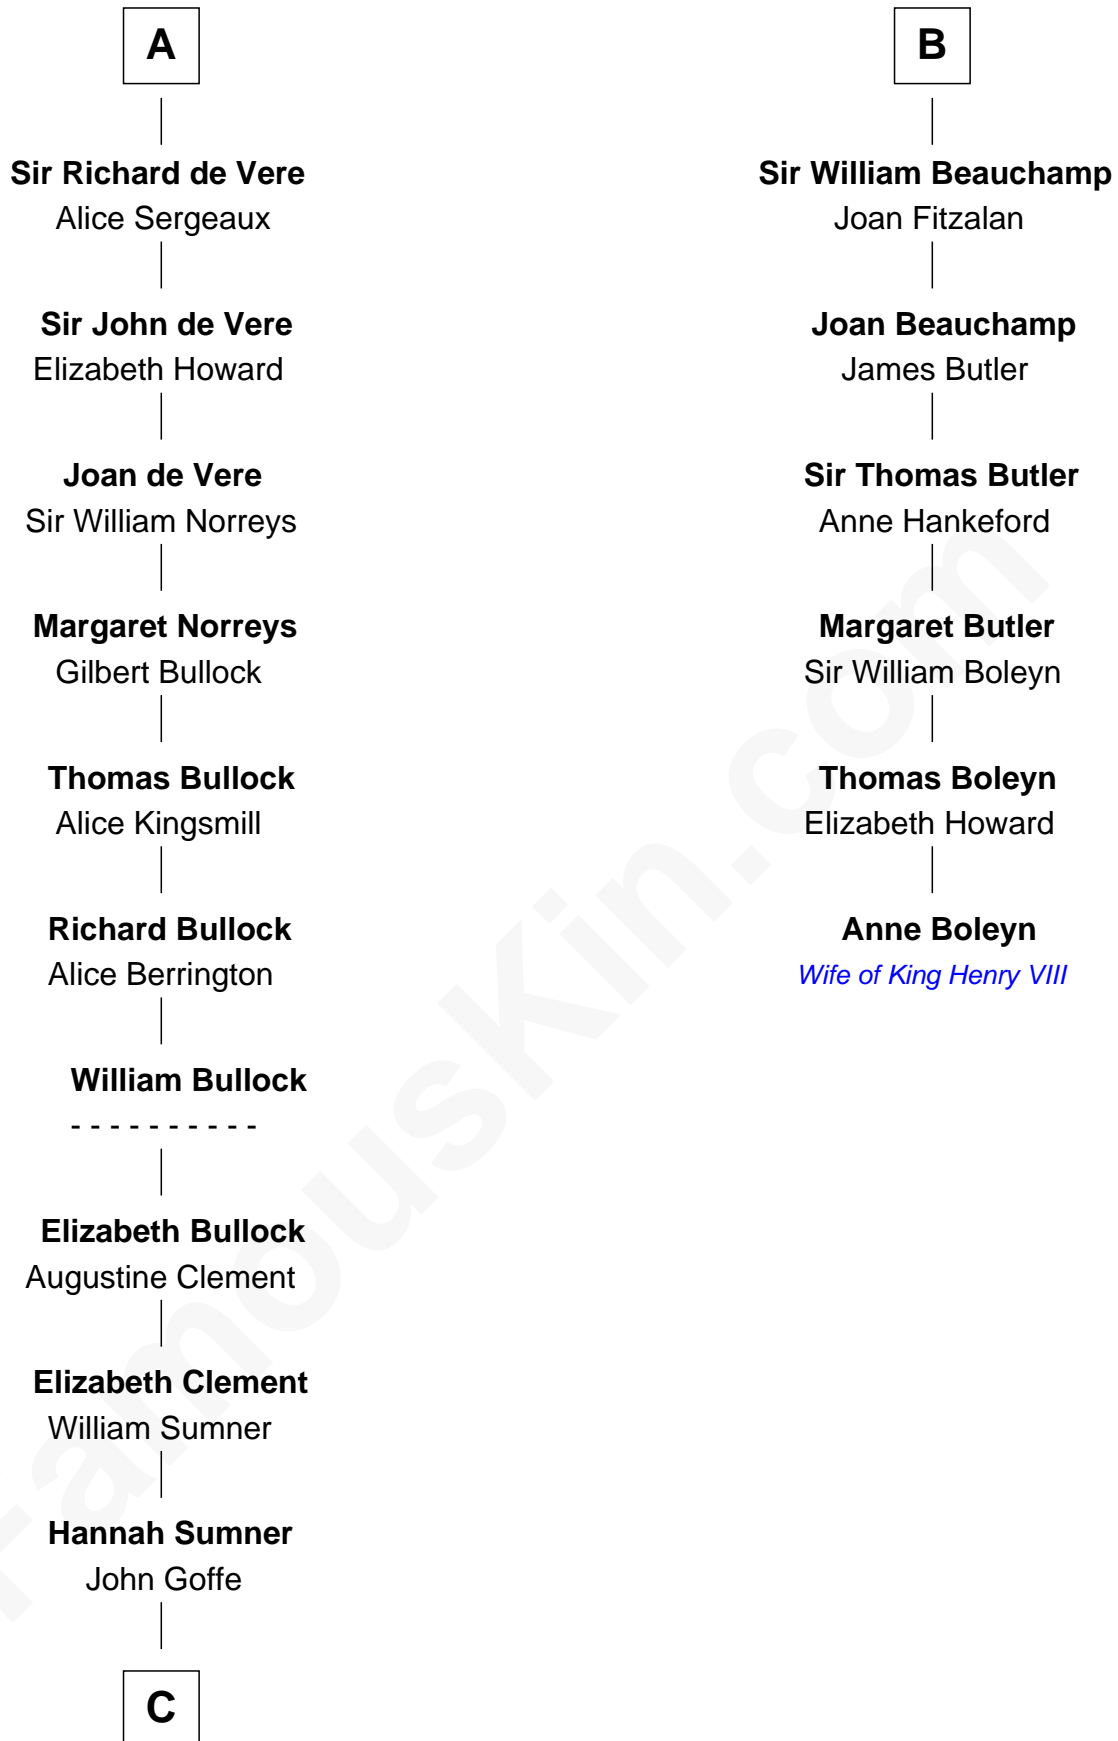 A
Sir Richard de Vere
Alice Sergeaux
Sir John de Vere
Elizabeth Howard
Joan de Vere
Sir William Norreys
Margaret Norreys
Gilbert Bullock
Thomas Bullock
Alice Kingsmill
Richard Bullock
Alice Berrington
William Bullock
- - - - - - - - - -
Elizabeth Bullock
Augustine Clement
Elizabeth Clement
William Sumner
Hannah Sumner
John Goffe
C
B
Sir William Beauchamp
Joan Fitzalan
Joan Beauchamp
James Butler
Sir Thomas Butler
Anne Hankeford
Margaret Butler
Sir William Boleyn
Thomas Boleyn
Elizabeth Howard
Anne Boleyn
Wife of King Henry VIII
FamousKin.com